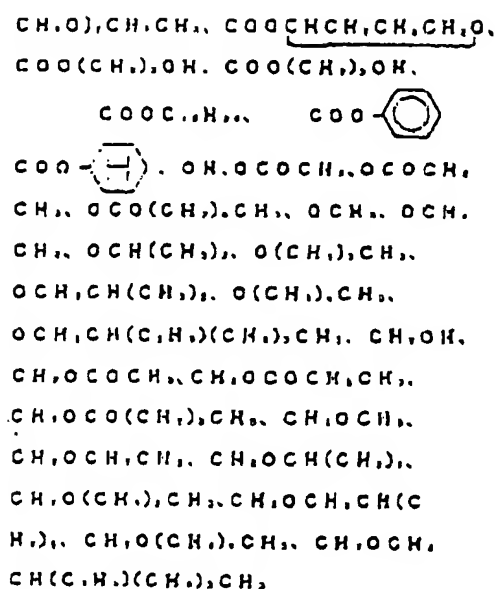 CH₂O)₂CH₂CH₃、 COOCHCH₂CH₂CH₂O、
COO(CH₂)₂OH、 COO(CH₂)₃OH、
COO
COO
OH、OCOCH₃、OCOCH₂
CH₃、 OCO(CH₂)₂CH₃、 OCH₃、 OCH₂
CH₃、 OCH(CH₃)₂、 O(CH₂)₂CH₃、
OCH₂CH(CH₃)₂、 O(CH₂)₃CH₃、
OCH₂CH(C₂H₅)(CH₂)₃CH₃、 CH₂OH、
CH₂OCOCH₃、CH₂OCOCH₂CH₃、
CH₂OCO(CH₂)₂CH₃、 CH₂OCH₃、
CH₂OCH₂CH₃、 CH₂OCH(CH₃)₂、
CH₂O(CH₂)₂CH₃、CH₂OCH₂CH(C
H₃)₂、 CH₂O(CH₂)₃CH₃、 CH₂OCH₂
CH(C₂H₅)(CH₂)₃CH₃